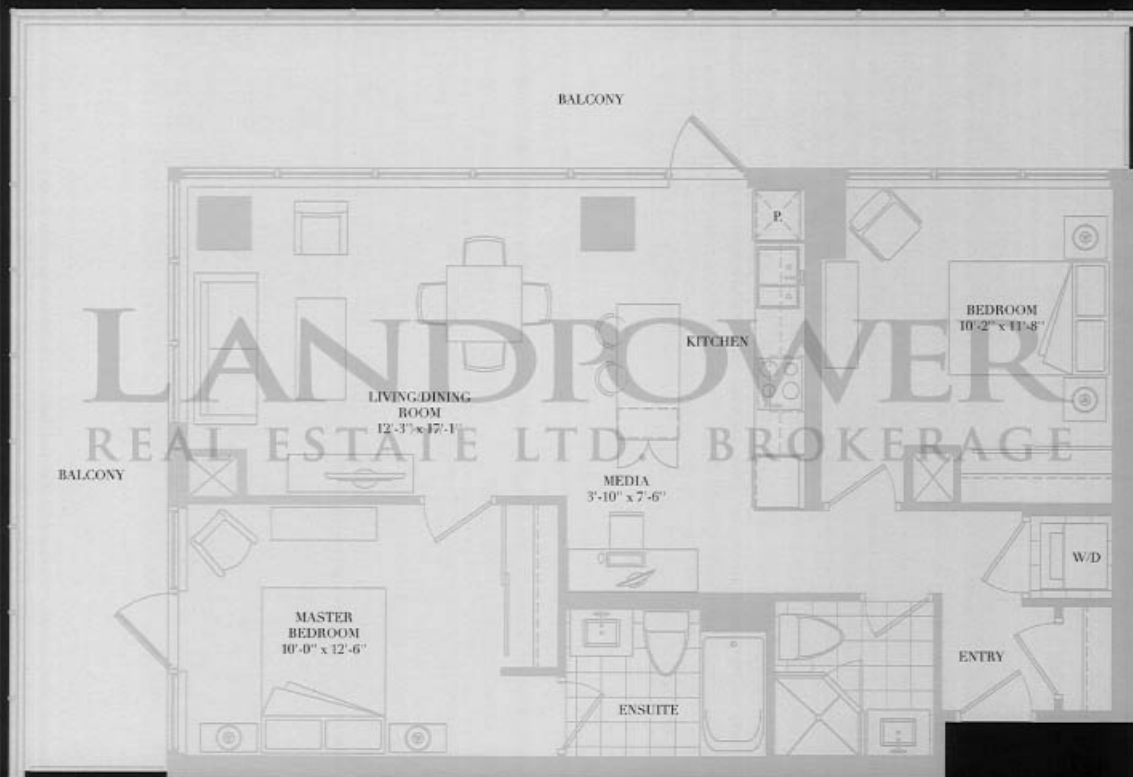 BALCONY
P.
BEDROOM
10'-2" x 11'-8"
KITCHEN
LANDPOWER
REAL ESTATE LTD. BROKERAGE
LIVING/DINING
ROOM
12'-3" x 17'-1"
BALCONY
MEDIA
3'-10" x 7'-6"
W/D
MASTER
BEDROOM
10'-0" x 12'-6"
ENTRY
ENSUITE